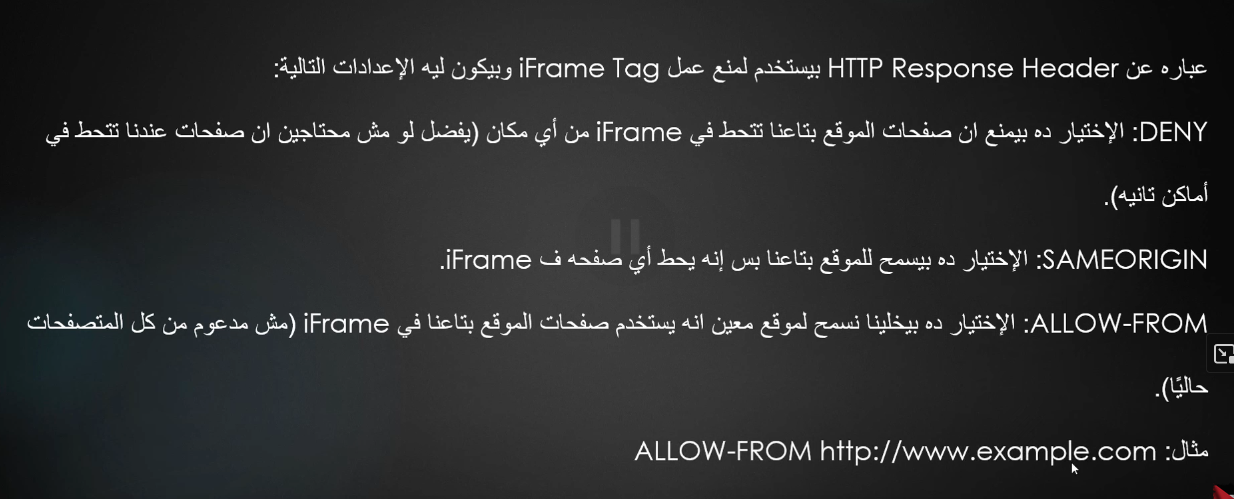 عباره عن HTTP Response Header بيستخدم لمنع عمل iFrame Tag وبيكون ليه الإعدادات التالية:
DENY: الإختيار ده بيمنع ان صفحات الموقع بتاعنا تتحط في iFrame من أي مكان (يفضل لو مش محتاجين ان صفحات عندنا تتحط في
أماكن تانيه).
SAMEORIGIN: الإختيار ده بيسمح للموقع بتاعنا بس إنه يحط أي صفحه ف iFrame.
ALLOW-FROM: الإختيار ده بيخلينا نسمح لموقع معين انه يستخدم صفحات الموقع بتاعنا في iFrame (مش مدعوم من كل المتصفحات
حاليًا).
مثال: ALLOW-FROM http://www.example.com